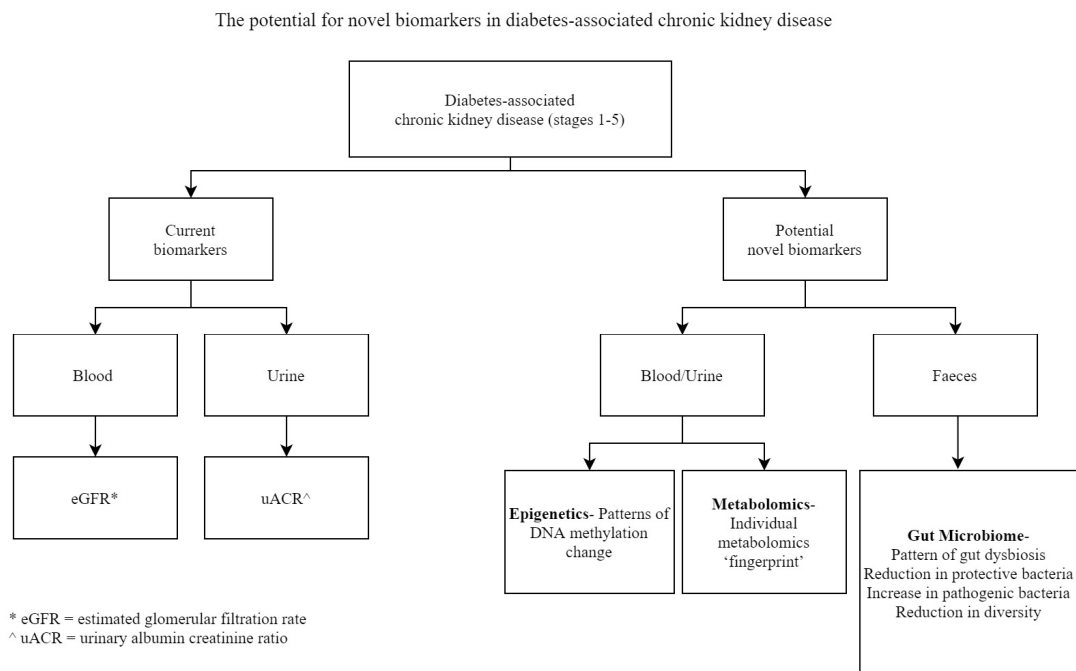 The potential for novel biomarkers in diabetes-associated chronic kidney disease
Diabetes-associated
chronic kidney disease (stages 1-5)
Current
biomarkers
Potential
novel biomarkers
Blood
Urine
Blood/Urine
Faeces
eGFR*
uACR^
Epigenetics- Patterns of
DNA methylation
change
Metabolomics-
Individual
metabolomics
‘fingerprint’
Gut Microbiome-
Pattern of gut dysbiosis
Reduction in protective bacteria
Increase in pathogenic bacteria
Reduction in diversity
* eGFR = estimated glomerular filtration rate
^ uACR = urinary albumin creatinine ratio